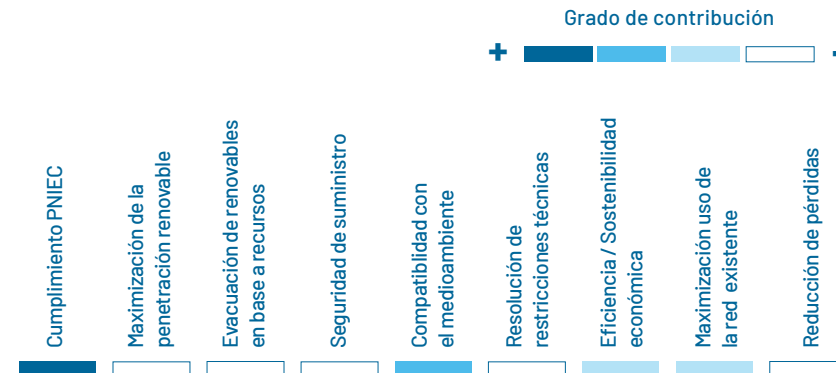 Grado de contribución
+ -
Cumplimiento PNIEC
Maximización de la
penetración renovable
Evacuación de renovables
en base a recursos
Seguridad de suministro
Compatiblidad con
el medioambiente
Resolución de
restricciones técnicas
Eficiencia / Sostenibilidad
económica
Maximización uso de
la red existente
Reducción de pérdidas